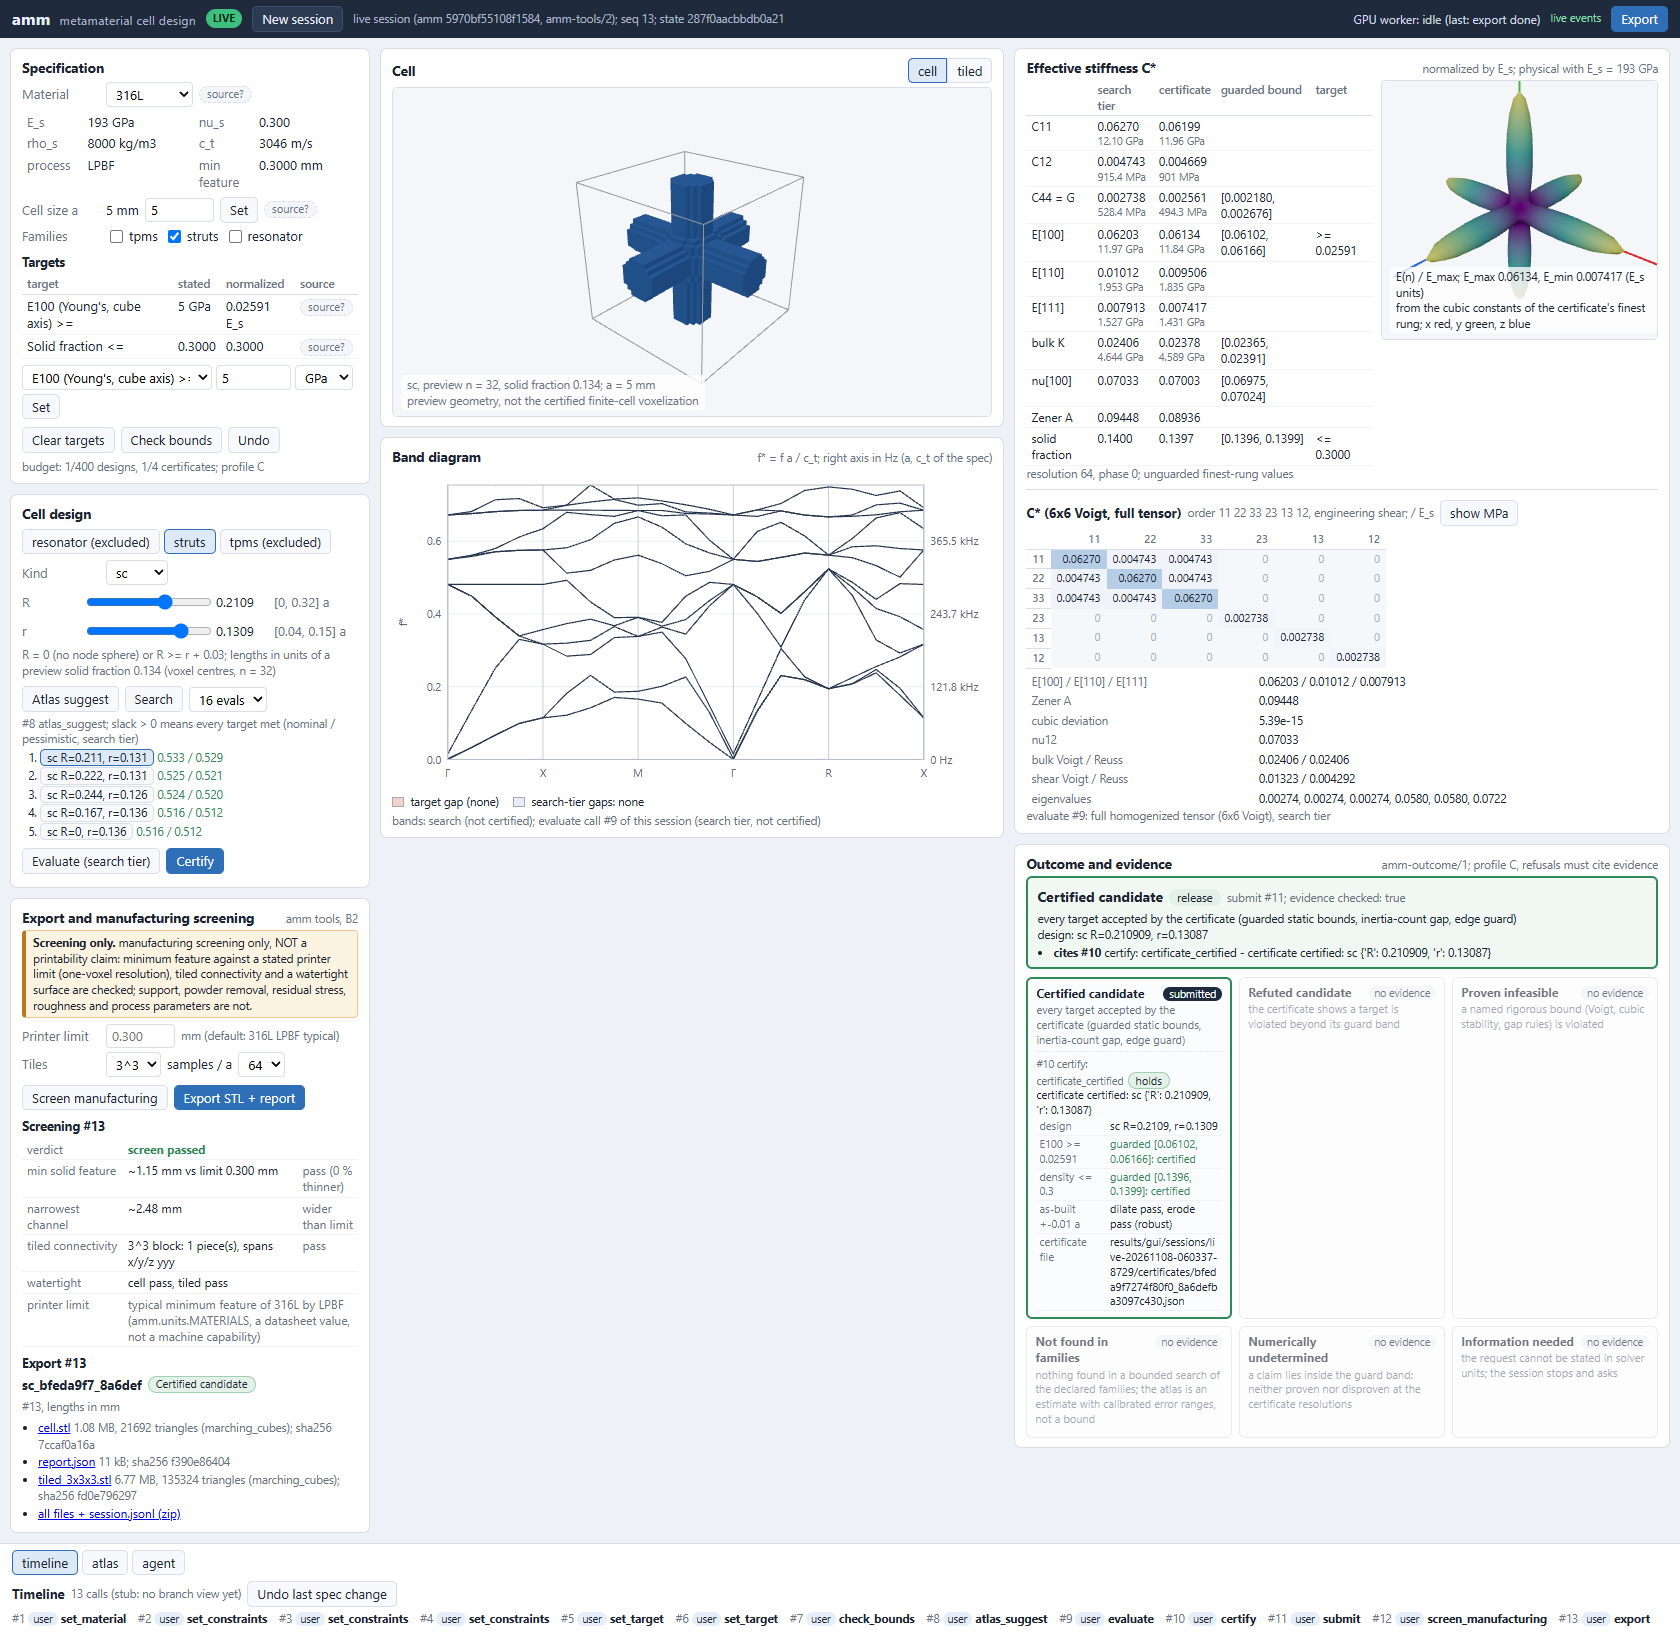 amm metamaterial cell design LIVE New session live session (amm 5970bf55108f1584, amm-tools/2); seq 13; state 287f0aacbbdb0a21 GPU worker: idle (last: export done) live events Export
Specification
Material 316L source?
E_s 193 GPa nu_s 0.300
rho_s 8000 kg/m3 c_t 3046 m/s
process LPBF min feature 0.3000 mm
Cell size a 5 mm 5 Set source?
Families tpms struts resonator
Targets
target stated normalized source
E100 (Young's, cube axis) >= 5 GPa 0.02591 E_s source?
Solid fraction <= 0.3000 0.3000 source?
E100 (Young's, cube axis) >: 5 GPa
Set
Clear targets Check bounds Undo
budget: 1/400 designs, 1/4 certificates; profile C
Cell design
resonator (excluded) struts tpms (excluded)
Kind sc
R 0.2109 [0, 0.32] a
r 0.1309 [0.04, 0.15] a
R = 0 (no node sphere) or R >= r + 0.03; lengths in units of a
preview solid fraction 0.134 (voxel centres, n = 32)
Atlas suggest Search 16 evals
#8 atlas_suggest; slack > 0 means every target met (nominal /
pessimistic, search tier)
1. sc R=0.211, r=0.131 0.533 / 0.529
2. sc R=0.222, r=0.131 0.525 / 0.521
3. sc R=0.244, r=0.126 0.524 / 0.520
4. sc R=0.167, r=0.136 0.516 / 0.512
5. sc R=0, r=0.136 0.516 / 0.512
Evaluate (search tier) Certify
Export and manufacturing screening amm tools, B2
Screening only. manufacturing screening only, NOT a
printability claim: minimum feature against a stated printer
limit (one-voxel resolution), tiled connectivity and a watertight
surface are checked; support, powder removal, residual stress,
roughness and process parameters are not.
Printer limit 0.300 mm (default: 316L LPBF typical)
Tiles 3^3 samples / a 64
Screen manufacturing Export STL + report
Screening #13
verdict screen passed
min solid feature ~1.15 mm vs limit 0.300 mm pass (0 % thinner)
narrowest channel ~2.48 mm wider than limit
tiled connectivity 3^3 block: 1 piece(s), spans x/y/z yyy pass
watertight cell pass, tiled pass
printer limit typical minimum feature of 316L by LPBF
(amm.units.MATERIALS, a datasheet value,
not a machine capability)
Export #13
sc_bfeda9f7_8a6def Certified candidate
#13, lengths in mm
• cell.stl 1.08 MB, 21692 triangles (marching_cubes); sha256
7ccaf0a16a
• report.json 11 kB; sha256 f390e86404
• tiled_3x3x3.stl 6.77 MB, 135324 triangles (marching_cubes);
sha256 fd0e796297
• all files + session.jsonl (zip)
Cell cell tiled
sc, preview n = 32, solid fraction 0.134; a = 5 mm
preview geometry, not the certified finite-cell voxelization
Band diagram f* = f a / c_t; right axis in Hz (a, c_t of the spec)
0.6 365.5 kHz
0.4 243.7 kHz
f*
0.2 121.8 kHz
0.0 0 Hz
Γ X M Γ R X
target gap (none) search-tier gaps: none
bands: search (not certified); evaluate call #9 of this session (search tier, not certified)
Effective stiffness C* normalized by E_s; physical with E_s = 193 GPa
search tier certificate guarded bound target
C11 0.06270 0.06199
12.10 GPa 11.96 GPa
C12 0.004743 0.004669
915.4 MPa 901 MPa
C44 = G 0.002738 0.002561 [0.002180, 0.002676]
528.4 MPa 494.3 MPa
E[100] 0.06203 0.06134 [0.06102, 0.06166] >= 0.02591
11.97 GPa 11.84 GPa
E[110] 0.01012 0.009506
1.953 GPa 1.835 GPa
E[111] 0.007913 0.007417
1.527 GPa 1.431 GPa
bulk K 0.02406 0.02378 [0.02365, 0.02391]
4.644 GPa 4.589 GPa
nu[100] 0.07033 0.07003 [0.06975, 0.07024]
Zener A 0.09448 0.08936
solid fraction 0.1400 0.1397 [0.1396, 0.1399] <= 0.3000
resolution 64, phase 0; unguarded finest-rung values
E(n) / E_max; E_max 0.06134, E_min 0.007417 (E_s
units)
from the cubic constants of the certificate's finest
rung; x red, y green, z blue
C* (6x6 Voigt, full tensor) order 11 22 33 23 13 12, engineering shear; / E_s show MPa
11 22 33 23 13 12
11 0.06270 0.004743 0.004743 0 0 0
22 0.004743 0.06270 0.004743 0 0 0
33 0.004743 0.004743 0.06270 0 0 0
23 0 0 0 0.002738 0 0
13 0 0 0 0 0.002738 0
12 0 0 0 0 0 0.002738
E[100] / E[110] / E[111] 0.06203 / 0.01012 / 0.007913
Zener A 0.09448
cubic deviation 5.39e-15
nu12 0.07033
bulk Voigt / Reuss 0.02406 / 0.02406
shear Voigt / Reuss 0.01323 / 0.004292
eigenvalues 0.00274, 0.00274, 0.00274, 0.0580, 0.0580, 0.0722
evaluate #9: full homogenized tensor (6x6 Voigt), search tier
Outcome and evidence amm-outcome/1; profile C, refusals must cite evidence
Certified candidate release submit #11; evidence checked: true
every target accepted by the certificate (guarded static bounds, inertia-count gap, edge guard)
design: sc R=0.210909, r=0.13087
• cites #10 certify: certificate_certified - certificate certified: sc {'R': 0.210909, 'r': 0.13087}
Certified candidate submitted
every target accepted by the
certificate (guarded static bounds,
inertia-count gap, edge guard)
#10 certify:
certificate_certified holds
certificate certified: sc {'R': 0.210909,
'r': 0.13087}
design sc R=0.2109, r=0.1309
E100 >= 0.02591 guarded [0.06102, 0.06166]: certified
density <= 0.3 guarded [0.1396, 0.1399]: certified
as-built +-0.01 a dilate pass, erode pass (robust)
certificate file results/gui/sessions/li
ve-20261108-060337-
8729/certificates/bfed
a9f7274f80f0_8a6defb
a3097c430.json
Refuted candidate no evidence
the certificate shows a target is
violated beyond its guard band
Proven infeasible no evidence
a named rigorous bound (Voigt, cubic
stability, gap rules) is violated
Not found in families no evidence
nothing found in a bounded search of
the declared families; the atlas is an
estimate with calibrated error ranges,
not a bound
Numerically undetermined no evidence
a claim lies inside the guard band:
neither proven nor disproven at the
certificate resolutions
Information needed no evidence
the request cannot be stated in solver
units; the session stops and asks
timeline atlas agent
Timeline 13 calls (stub: no branch view yet) Undo last spec change
#1 user set_material #2 user set_constraints #3 user set_constraints #4 user set_constraints #5 user set_target #6 user set_target #7 user check_bounds #8 user atlas_suggest #9 user evaluate #10 user certify #11 user submit #12 user screen_manufacturing #13 user export